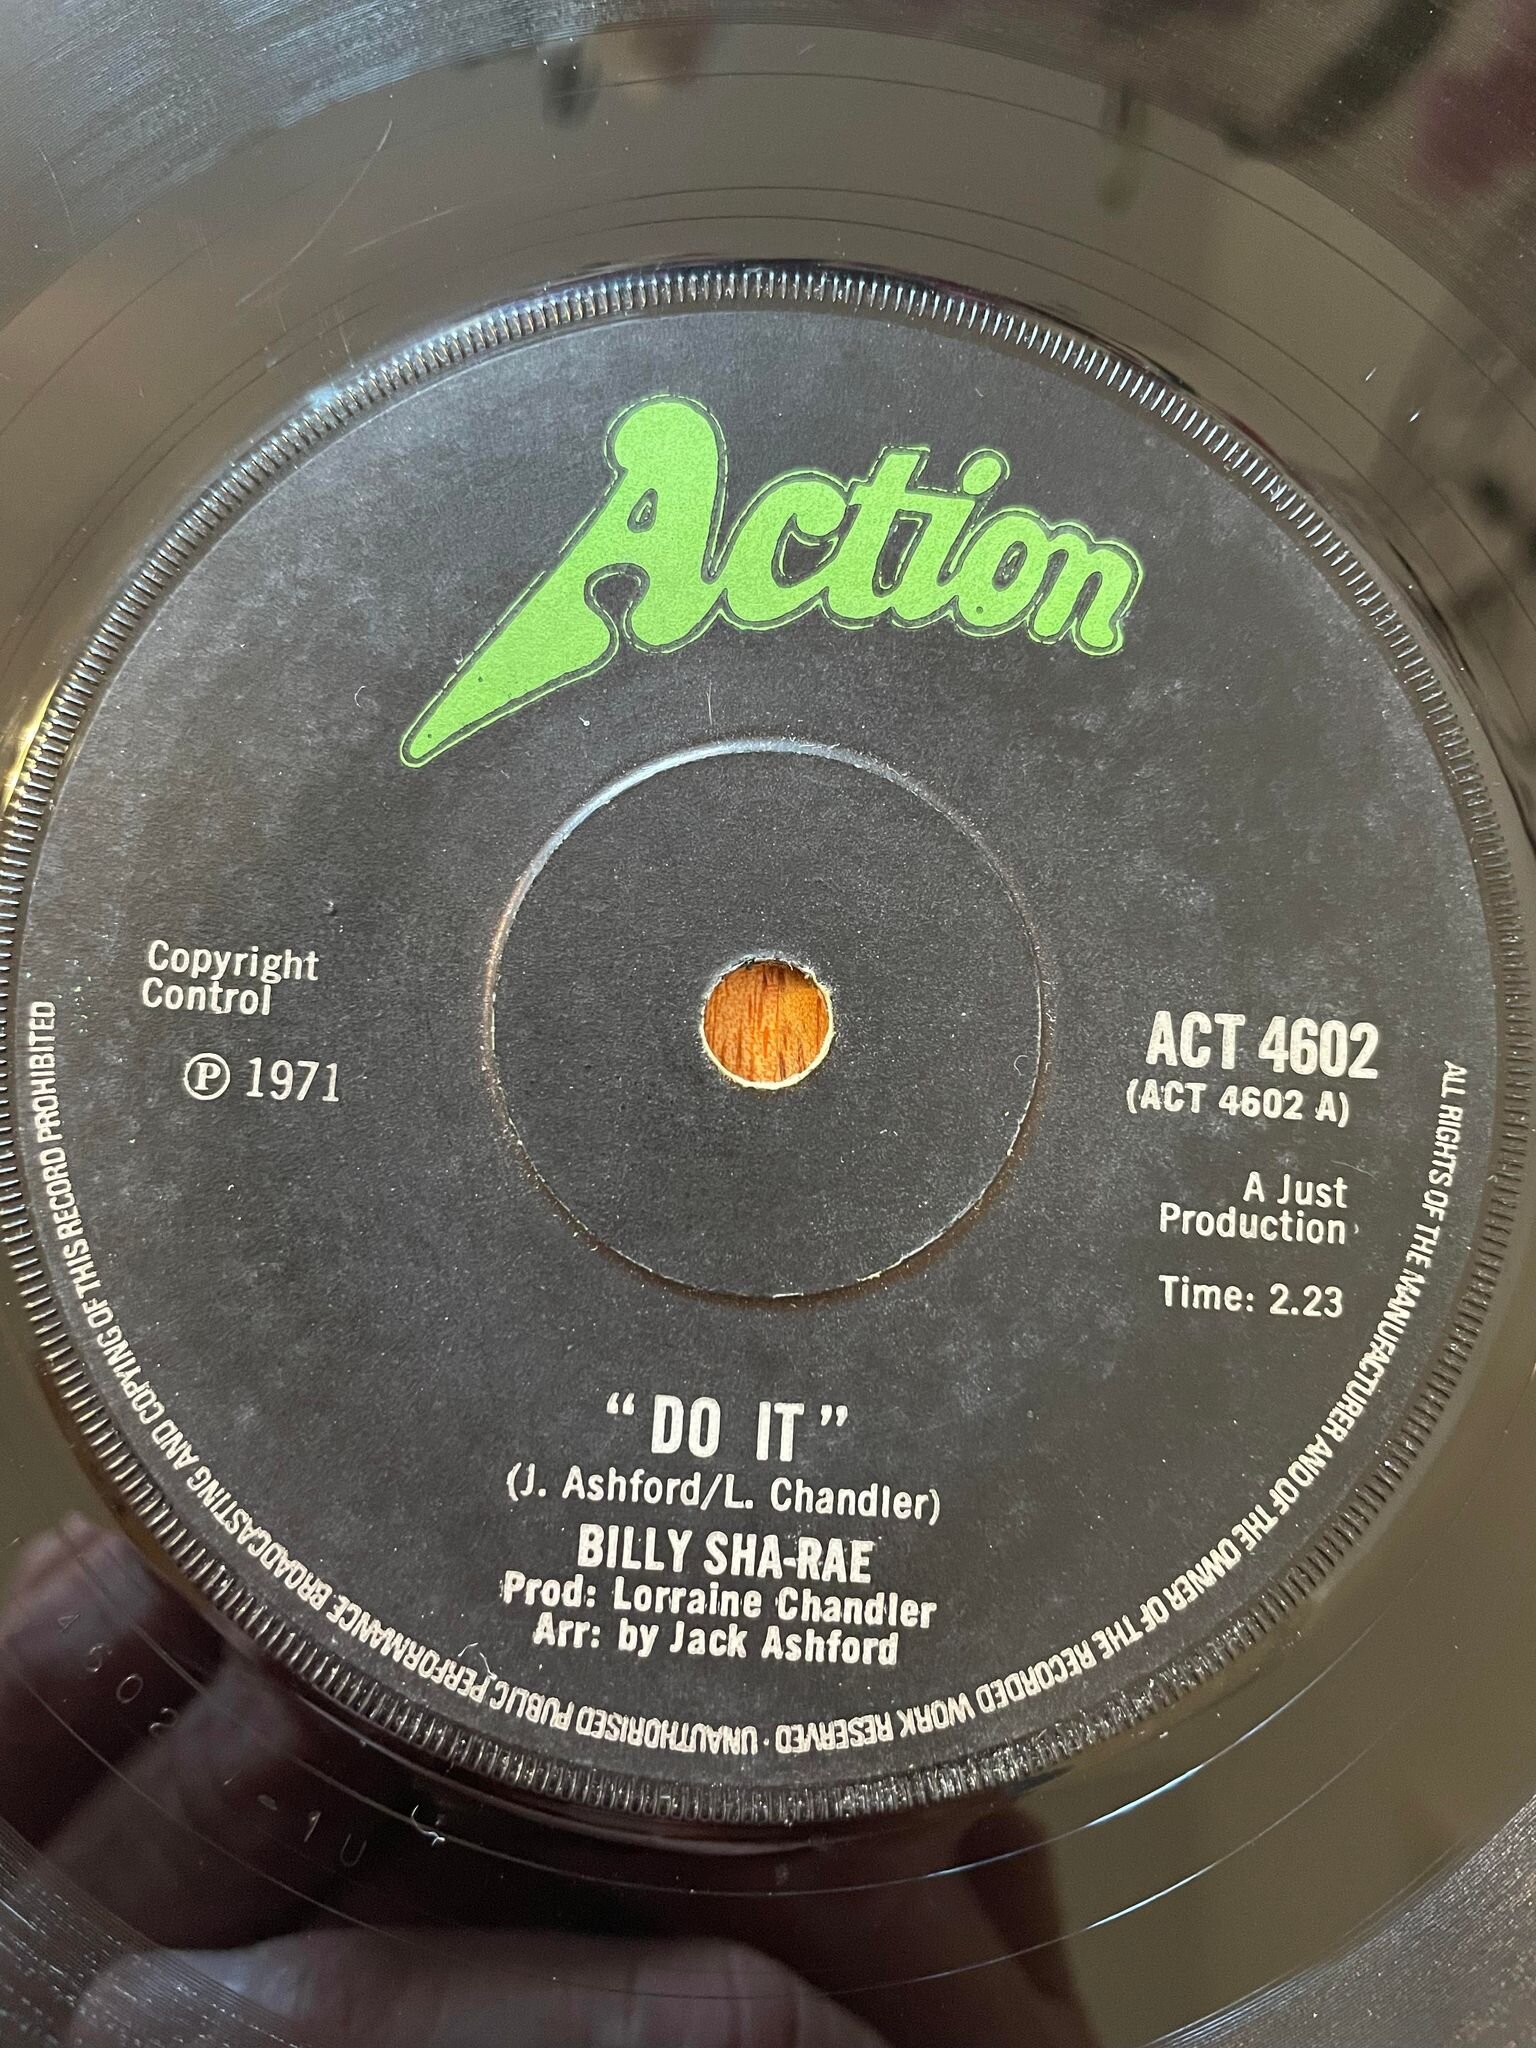 Action
Copyright
Control
Ⓟ 1971
ACT 4602
(ACT 4602 A)
A Just
Production
Time: 2.23
“DO IT”
(J. Ashford/L. Chandler)
BILLY SHA-RAE
Prod: Lorraine Chandler
Arr: by Jack Ashford
ALL RIGHTS OF THE MANUFACTURER AND OF THE OWNER OF THE RECORDED WORK RESERVED · UNAUTHORISED PUBLIC PERFORMANCE BROADCASTING AND COPYING OF THIS RECORD PROHIBITED
4602 -1U